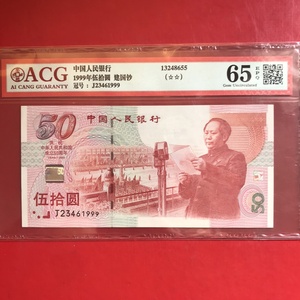 ACG
AI CANG GUARANTY
中国人民银行
1999年伍拾圆 建国钞
冠号：J23461999
13248655
(☆☆)
65 EPQ
Gem Uncirculated
50
中国人民银行
伍拾圆
J23461999
50